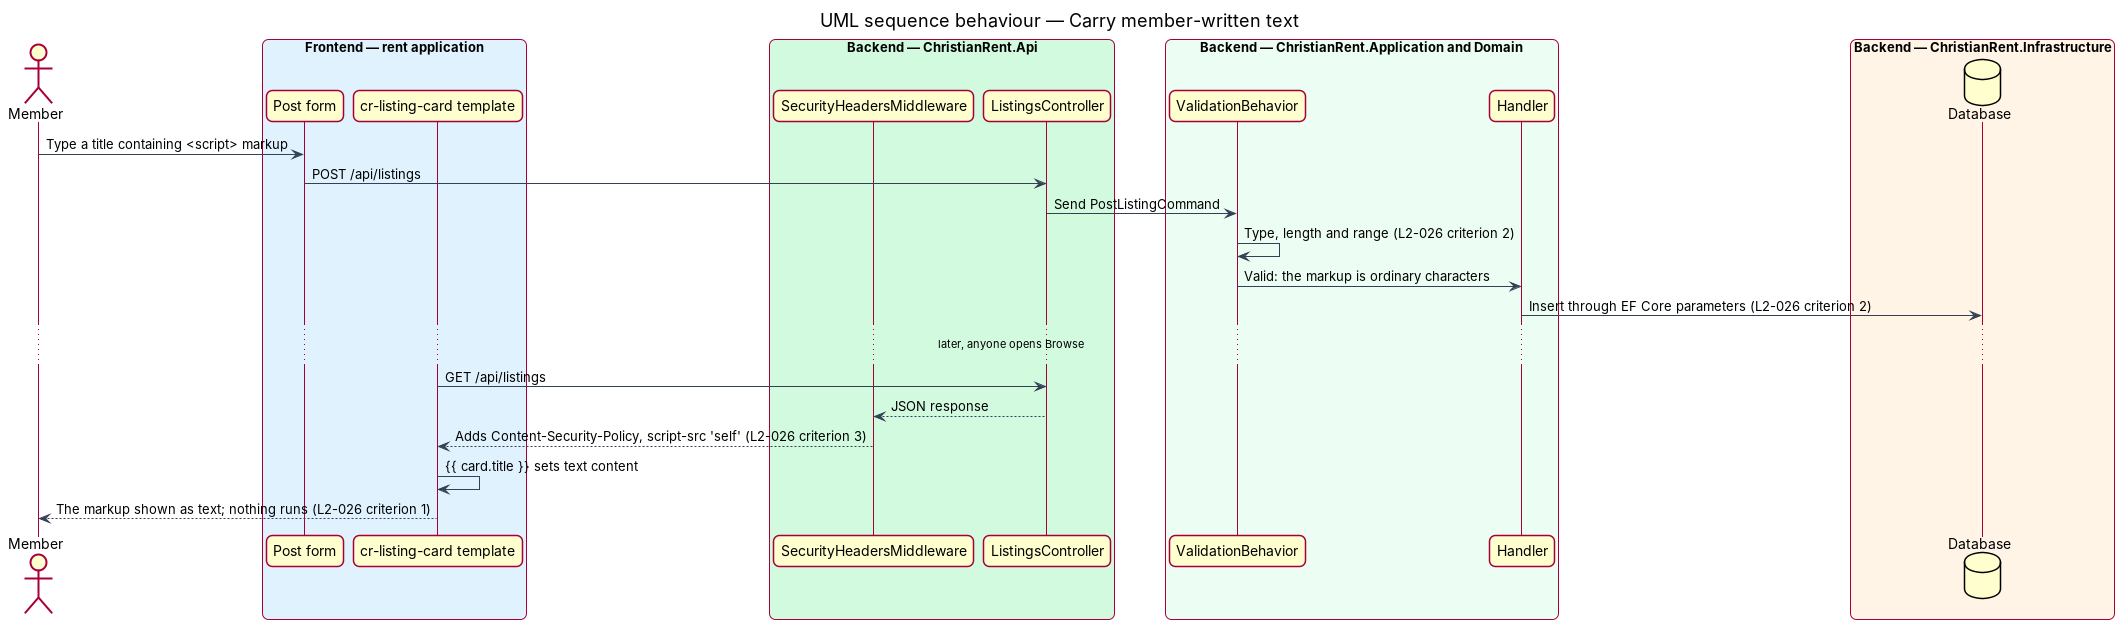 UML sequence behaviour — Carry member-written text
Frontend — rent application
Backend — ChristianRent.Api
Backend — ChristianRent.Application and Domain
Backend — ChristianRent.Infrastructure
Member
Post form
cr-listing-card template
SecurityHeadersMiddleware
ListingsController
ValidationBehavior
Handler
Database
Type a title containing <script> markup
POST /api/listings
Send PostListingCommand
Type, length and range (L2-026 criterion 2)
Valid: the markup is ordinary characters
Insert through EF Core parameters (L2-026 criterion 2)
later, anyone opens Browse
GET /api/listings
JSON response
Adds Content-Security-Policy, script-src 'self' (L2-026 criterion 3)
{{ card.title }} sets text content
The markup shown as text; nothing runs (L2-026 criterion 1)
Member
Post form
cr-listing-card template
SecurityHeadersMiddleware
ListingsController
ValidationBehavior
Handler
Database